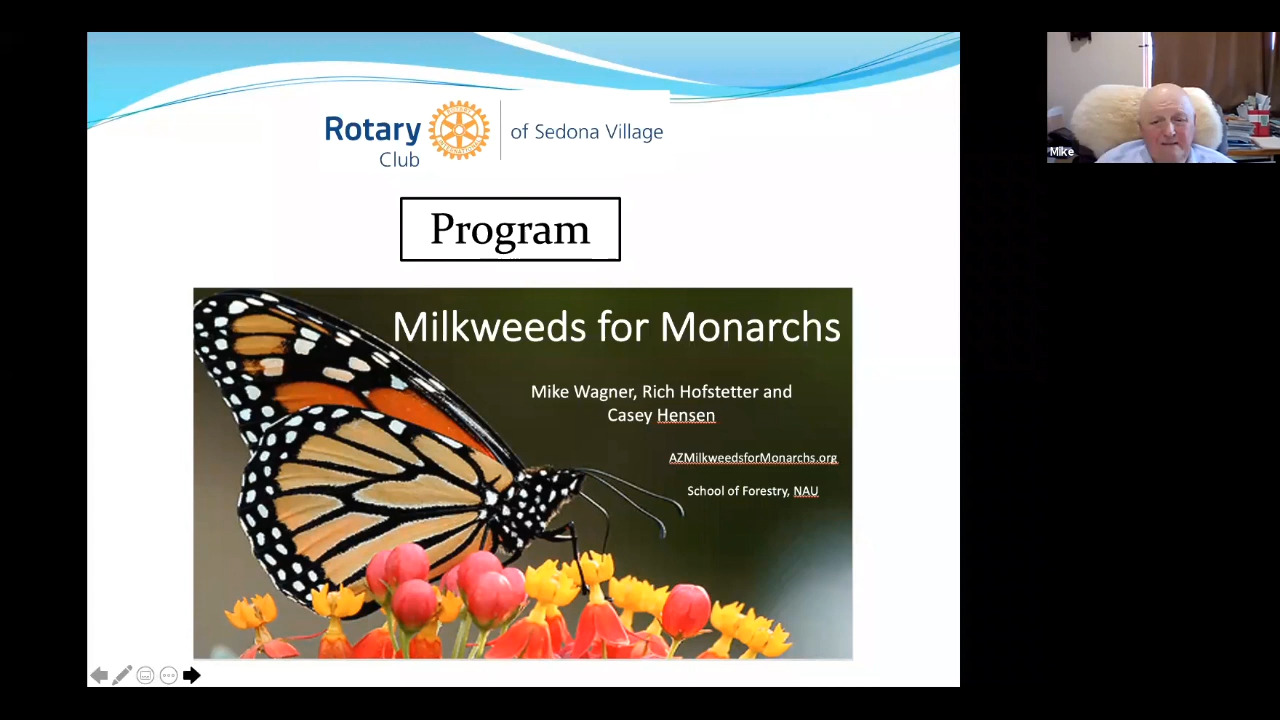 Rotary
Club
of Sedona Village
Program
Milkweeds for Monarchs
Mike Wagner, Rich Hofstetter and
Casey Hensen
AZMilkweedsforMonarchs.org
School of Forestry, NAU
Mike